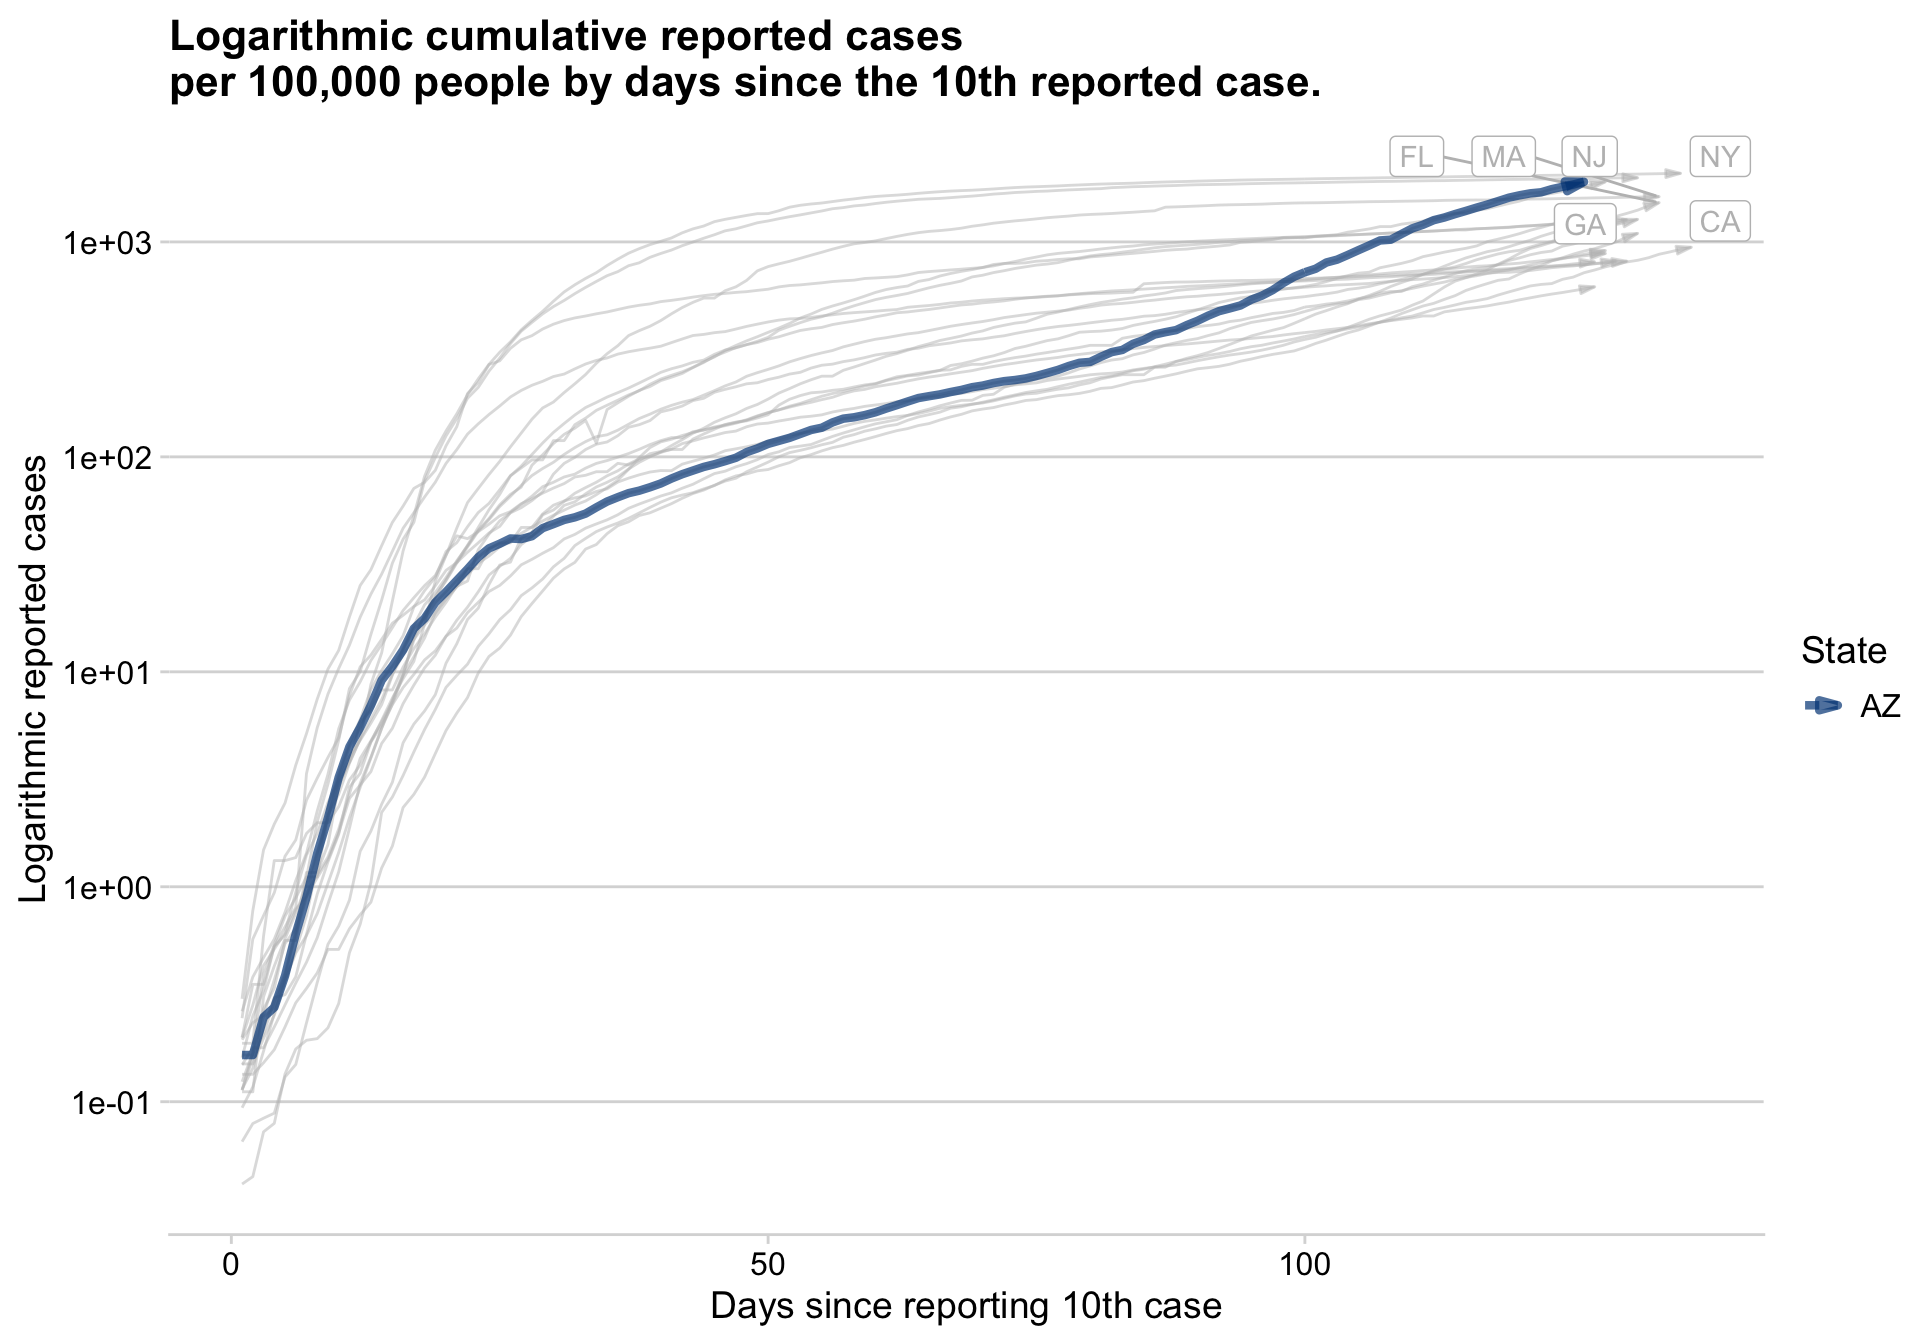 Logarithmic cumulative reported cases
per 100,000 people by days since the 10th reported case.
FL
MA
NJ
NY
GA
CA
1e+03
1e+02
1e+01
1e+00
1e-01
Logarithmic reported cases
0
50
100
Days since reporting 10th case
State
AZ